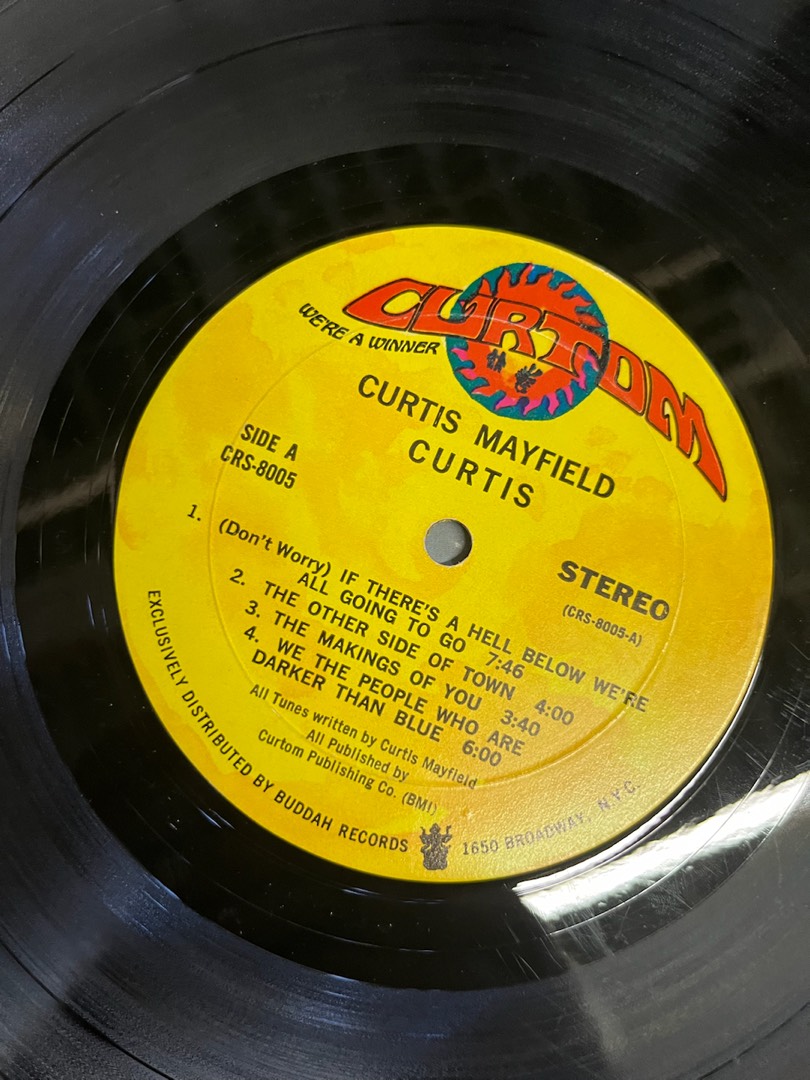 CURTOM
WE'RE A WINNER
CURTIS MAYFIELD
CURTIS
SIDE A
CRS-8005
STEREO
(CRS-8005-A)
1. (Don't Worry) IF THERE'S A HELL BELOW WE'RE
ALL GOING TO GO 7:46
2. THE OTHER SIDE OF TOWN 4:00
3. THE MAKINGS OF YOU 3:40
4. WE THE PEOPLE WHO ARE
DARKER THAN BLUE 6:00
All Tunes written by Curtis Mayfield
All Published by
Curtom Publishing Co. (BMI)
EXCLUSIVELY DISTRIBUTED BY BUDDAH RECORDS 1650 BROADWAY, N.Y.C.